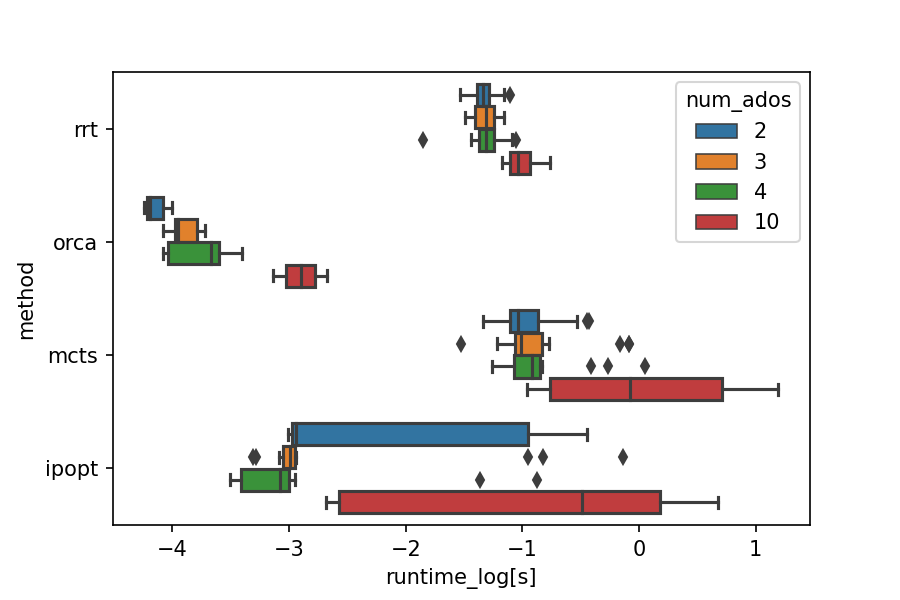 num_ados
2
3
4
10
rrt
orca
mcts
ipopt
method
−4
−3
−2
−1
0
1
runtime_log[s]